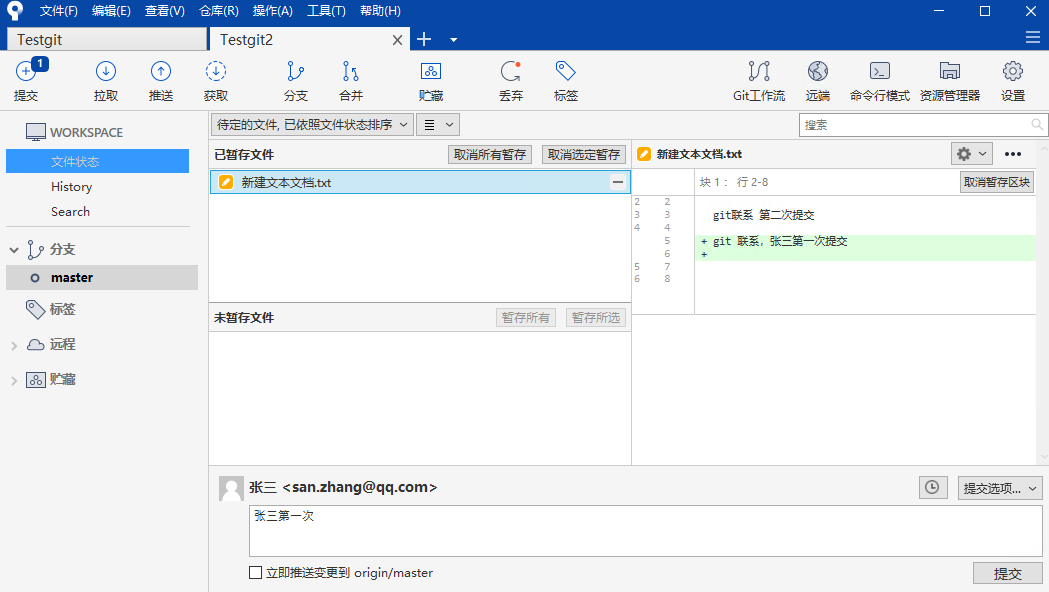 文件(F) 编辑(E) 查看(V) 仓库(R) 操作(A) 工具(T) 帮助(H)
Testgit Testgit2
1
提交 拉取 推送 获取 分支 合并 贮藏 丢弃 标签 Git工作流 远端 命令行模式 资源管理器 设置
WORKSPACE
文件状态
History
Search
分支
master
标签
远程
贮藏
待定的文件, 已依照文件状态排序
搜索
已暂存文件 取消所有暂存 取消选定暂存
新建文本文档.txt
未暂存文件 暂存所有 暂存所选
新建文本文档.txt
块 1： 行 2-8 取消暂存区块
2 2
3 3 git联系 第二次提交
4 4
5 + git 联系，张三第一次提交
6 +
5 7
6 8
张三 <san.zhang@qq.com>
提交选项...
张三第一次
立即推送变更到 origin/master
提交